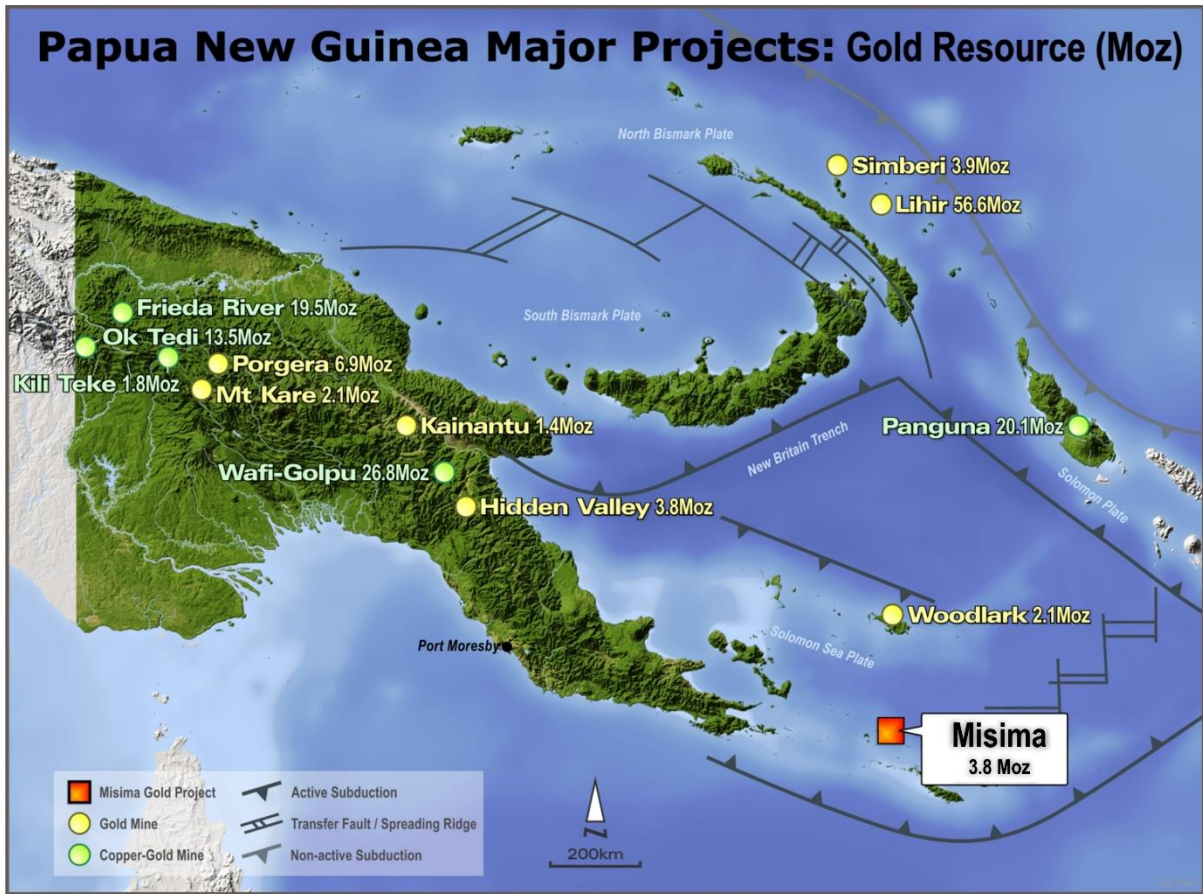 Papua New Guinea Major Projects: Gold Resource (Moz)
North Bismark Plate
Simberi 3.9Moz
Lihir 56.6Moz
Frieda River 19.5Moz
South Bismark Plate
Ok Tedi 13.5Moz
Porgera 6.9Moz
Kili Teke 1.8Moz
Mt Kare 2.1Moz
Kainantu 1.4Moz
Panguna 20.1Moz
New Britain Trench
Wafi-Golpu 26.8Moz
Solomon Plate
Hidden Valley 3.8Moz
Woodlark 2.1Moz
Solomon Sea Plate
Port Moresby
Misima
3.8 Moz
Misima Gold Project
Gold Mine
Copper-Gold Mine
Active Subduction
Transfer Fault / Spreading Ridge
Non-active Subduction
N
200km